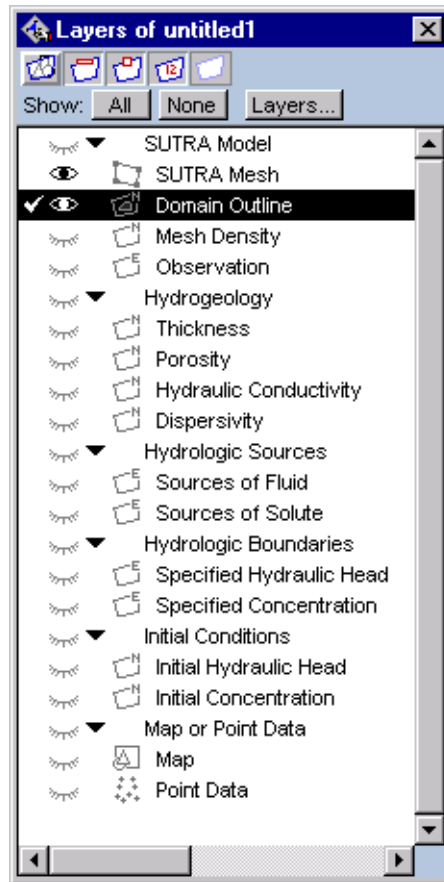 Layers of untitled1
12
Show: All None Layers...
SUTRA Model
SUTRA Mesh
N Domain Outline
N Mesh Density
E Observation
Hydrogeology
N Thickness
N Porosity
N Hydraulic Conductivity
N Dispersivity
Hydrologic Sources
E Sources of Fluid
E Sources of Solute
Hydrologic Boundaries
E Specified Hydraulic Head
E Specified Concentration
Initial Conditions
N Initial Hydraulic Head
N Initial Concentration
Map or Point Data
Map
Point Data